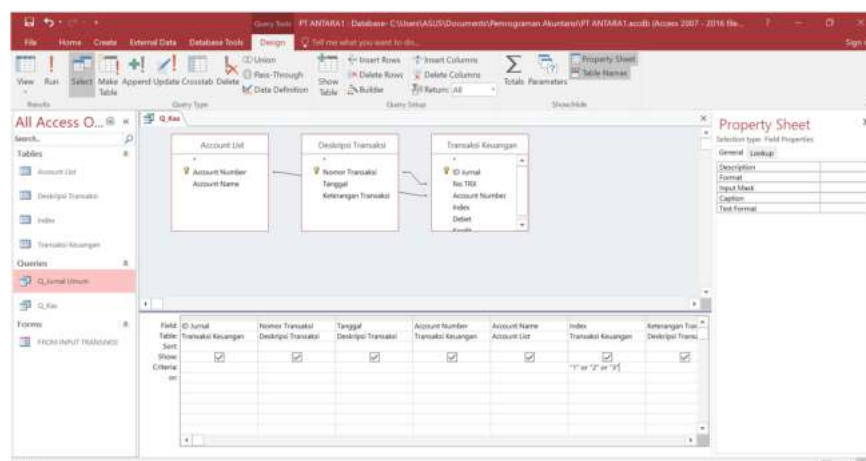 Query Tools PT ANTARA1 : Database- C:\Users\ASUS\Documents\Pemrograman Akuntansi\PT ANTARA1.accdb (Access 2007 - 2016 file...
File Home Create External Data Database Tools Design Tell me what you want to do... Sign
View Run Select Make Table Append Update Crosstab Delete
Union
Pass-Through
Data Definition
Show Table
Insert Rows
Delete Rows
Builder
Insert Columns
Delete Columns
Return: All
Totals Parameters
Property Sheet
Table Names
Results Query Type Query Setup Show/Hide
All Access O...
Search...
Tables
Account List
Deskripsi Transaksi
Index
Transaksi Keuangan
Queries
Q_Jurnal Umum
Q_Kas
Forms
FROM INPUT TRANSAKSI
Q_Kas
Account List
*
Account Number
Account Name
Deskripsi Transaksi
*
Nomor Transaksi
Tanggal
Keterangan Transaksi
Transaksi Keuangan
*
ID Jurnal
No TRX
Account Number
Index
Debet
Kredit
Property Sheet
Selection type: Field Properties
General Lookup
Description
Format
Input Mask
Caption
Text Format
Field: ID Jurnal Nomor Transaksi Tanggal Account Number Account Name Index Keterangan Tran
Table: Transaksi Keuangan Deskripsi Transaksi Deskripsi Transaksi Transaksi Keuangan Account List Transaksi Keuangan Deskripsi Transa
Sort:
Show:
Criteria: "1" or "2" or "3"
or: